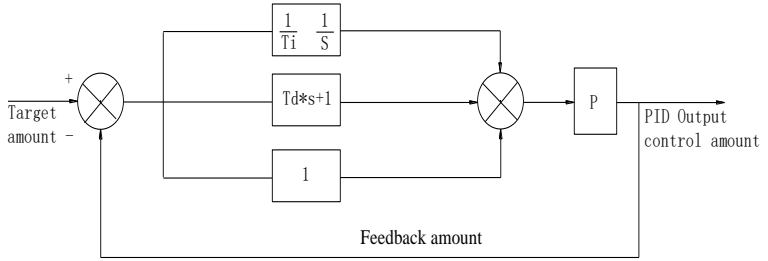 1 1
Ti S
+
Td*s+1
P
Target
amount -
PID Output
control amount
1
Feedback amount